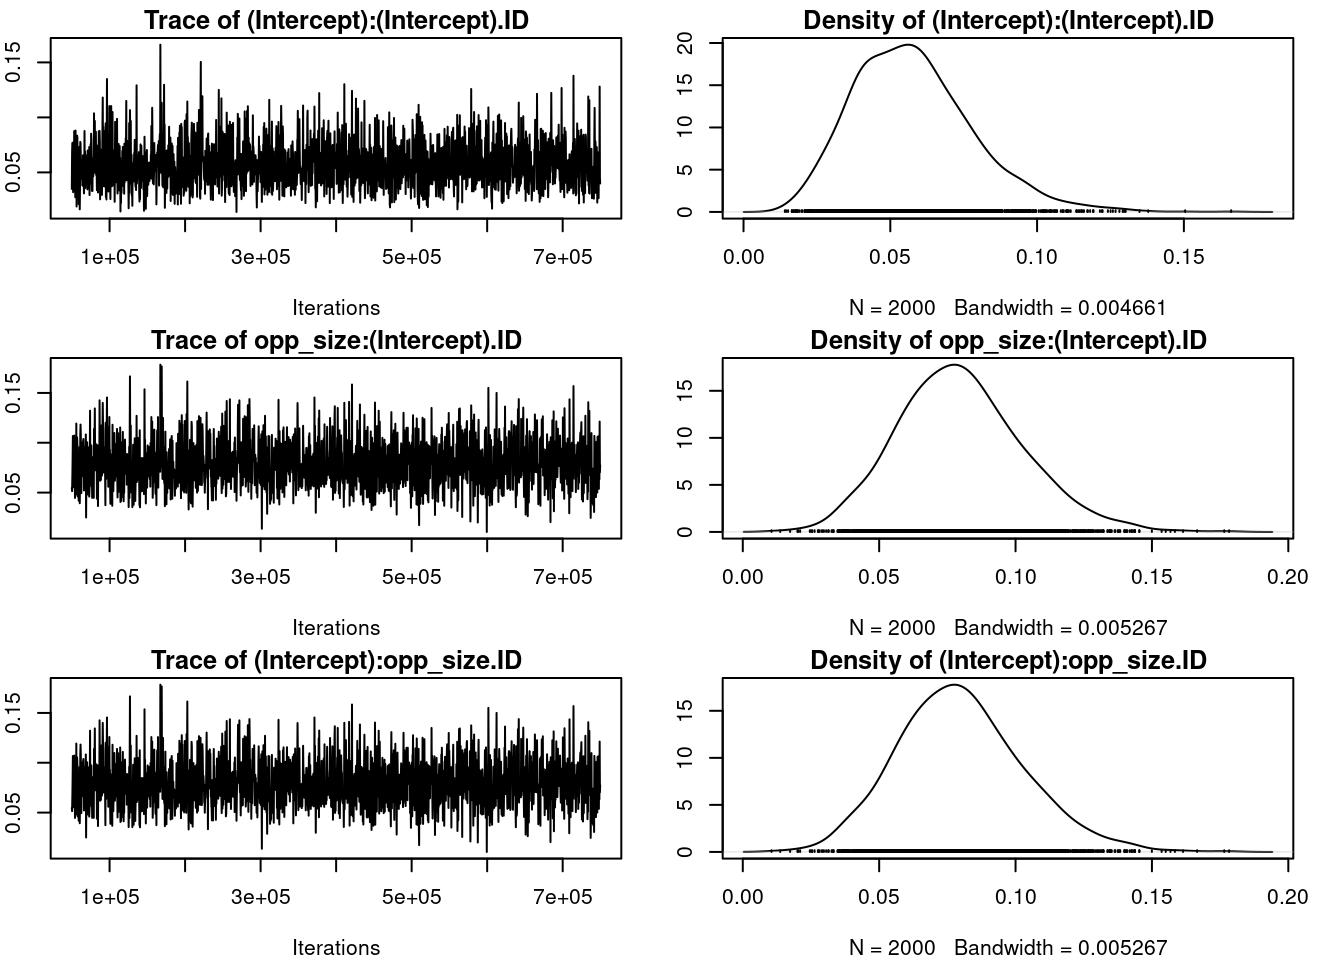 Trace of (Intercept):(Intercept).ID
0.15
0.05
1e+05 3e+05 5e+05 7e+05
Iterations
Density of (Intercept):(Intercept).ID
20
15
10
5
0
0.00 0.05 0.10 0.15
N = 2000 Bandwidth = 0.004661
Trace of opp_size:(Intercept).ID
0.15
0.05
1e+05 3e+05 5e+05 7e+05
Iterations
Density of opp_size:(Intercept).ID
15
10
5
0
0.00 0.05 0.10 0.15 0.20
N = 2000 Bandwidth = 0.005267
Trace of (Intercept):opp_size.ID
0.15
0.05
1e+05 3e+05 5e+05 7e+05
Iterations
Density of (Intercept):opp_size.ID
15
10
5
0
0.00 0.05 0.10 0.15 0.20
N = 2000 Bandwidth = 0.005267